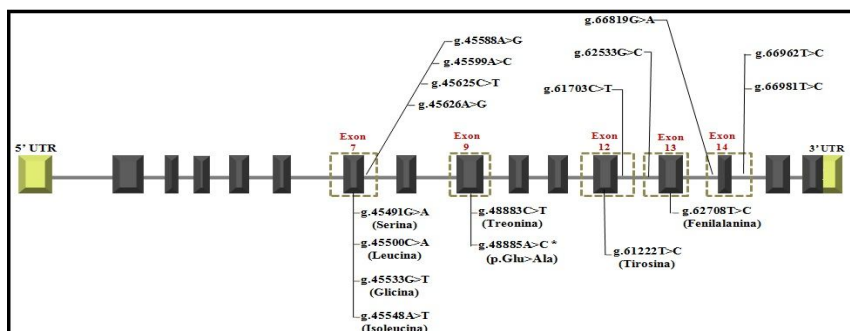 g.66819G>A
g.45588A>G
g.62533G>C
g.66962T>C
g.45599A>C
g.45625C>T
g.61703C>T
g.66981T>C
g.45626A>G
5' UTR
Exon
7
Exon
9
Exon
12
Exon
13
Exon
14
3' UTR
g.45491G>A
(Serina)
g.45500C>A
(Leucina)
g.45533G>T
(Glicina)
g.45548A>T
(Isoleucina)
g.48883C>T
(Treonina)
g.48885A>C *
(p.Glu>Ala)
g.61222T>C
(Tirosina)
g.62708T>C
(Fenilalanina)